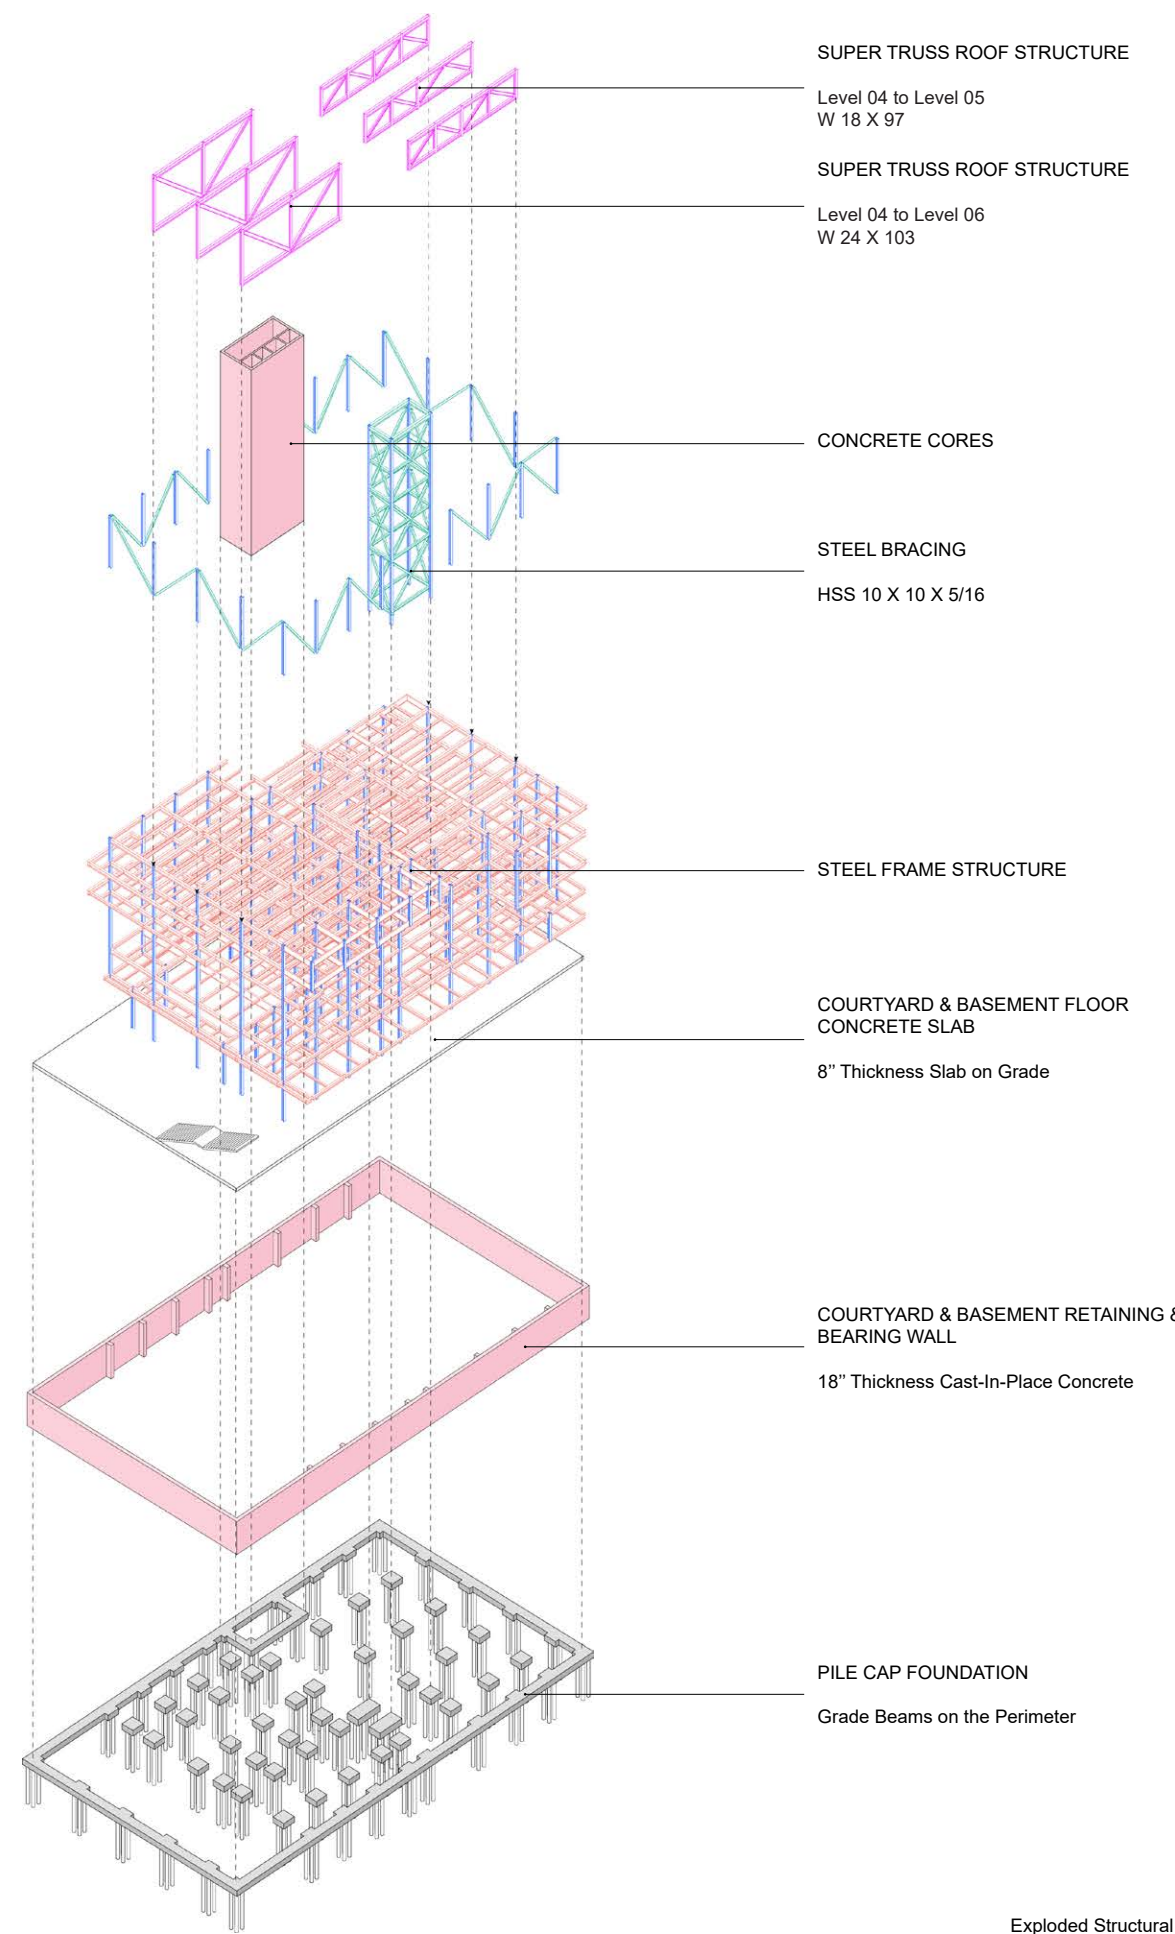 SUPER TRUSS ROOF STRUCTURE
Level 04 to Level 05
W 18 X 97
SUPER TRUSS ROOF STRUCTURE
Level 04 to Level 06
W 24 X 103
CONCRETE CORES
STEEL BRACING
HSS 10 X 10 X 5/16
STEEL FRAME STRUCTURE
COURTYARD & BASEMENT FLOOR
CONCRETE SLAB
8’’ Thickness Slab on Grade
COURTYARD & BASEMENT RETAINING &
BEARING WALL
18’’ Thickness Cast-In-Place Concrete
PILE CAP FOUNDATION
Grade Beams on the Perimeter
Exploded Structural